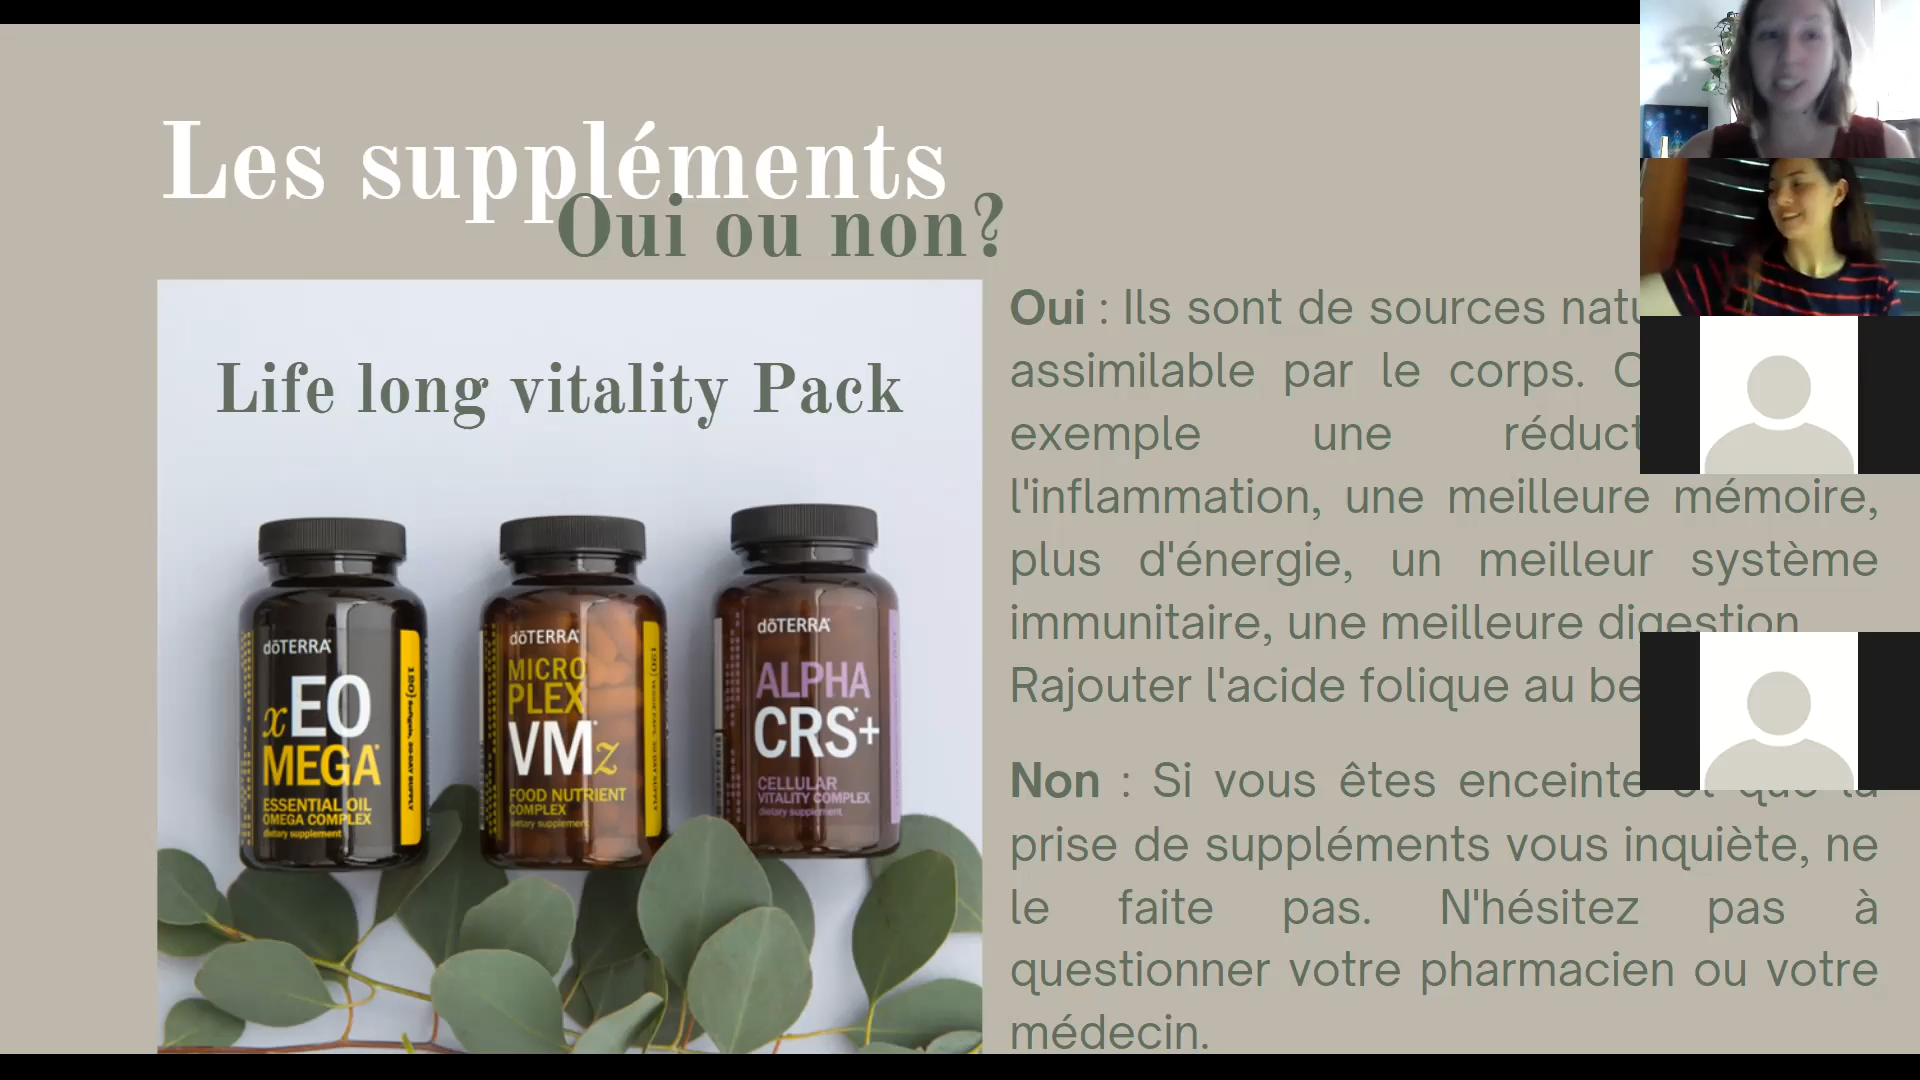 Les suppléments
Oui ou non?
Life long vitality Pack
dōTERRA
xEO
MEGA
ESSENTIAL OIL
OMEGA COMPLEX
dietary supplement
dōTERRA
MICRO
PLEX
VMz
FOOD NUTRIENT
COMPLEX
dietary supplement
dōTERRA
ALPHA
CRS+
CELLULAR
VITALITY COMPLEX
dietary supplement
Oui : Ils sont de sources
assimilable par le corps.
exemple une
l'inflammation, une meilleure mémoire,
plus d'énergie, un meilleur système
immunitaire, une meilleure digestion
Rajouter l'acide folique au
Non : Si vous êtes enceinte et que la
prise de suppléments vous inquiète, ne
le faite pas. N'hésitez pas à
questionner votre pharmacien ou votre
médecin.